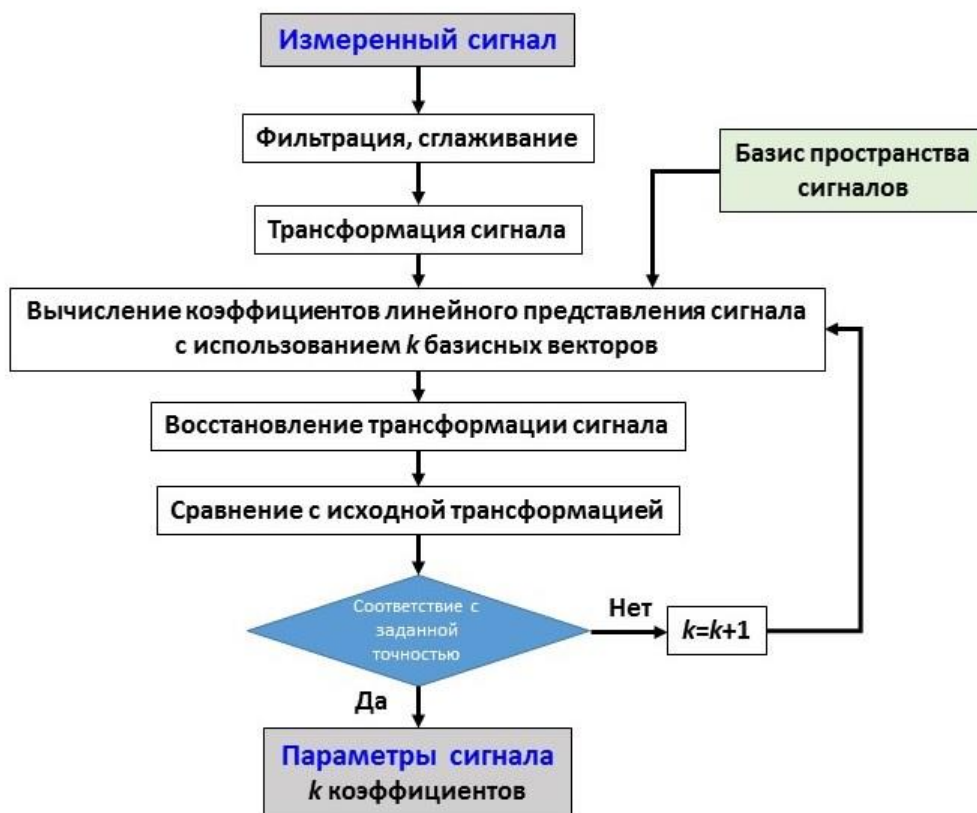 Измеренный сигнал
Фильтрация, сглаживание
Базис пространства
сигналов
Трансформация сигнала
Вычисление коэффициентов линейного представления сигнала
с использованием k базисных векторов
Восстановление трансформации сигнала
Сравнение с исходной трансформацией
Соответствие с
заданной
точностью
Нет
k=k+1
Да
Параметры сигнала
k коэффициентов